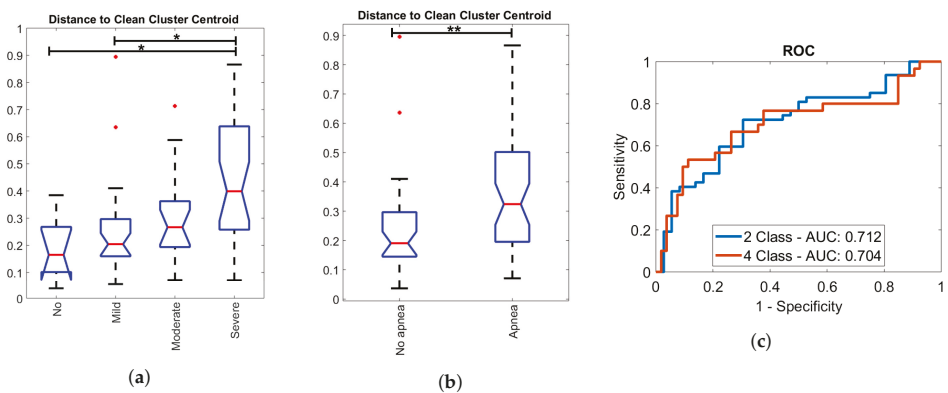 Distance to Clean Cluster Centroid
1
0.9
0.8
0.7
0.6
0.5
0.4
0.3
0.2
0.1
0
*
*
No
Mild
Moderate
Severe
(a)
Distance to Clean Cluster Centroid
0.9
0.8
0.7
0.6
0.5
0.4
0.3
0.2
0.1
0
**
No apnea
Apnea
(b)
ROC
Sensitivity
1
0.8
0.6
0.4
0.2
0
2 Class - AUC: 0.712
4 Class - AUC: 0.704
0 0.2 0.4 0.6 0.8 1
1 - Specificity
(c)